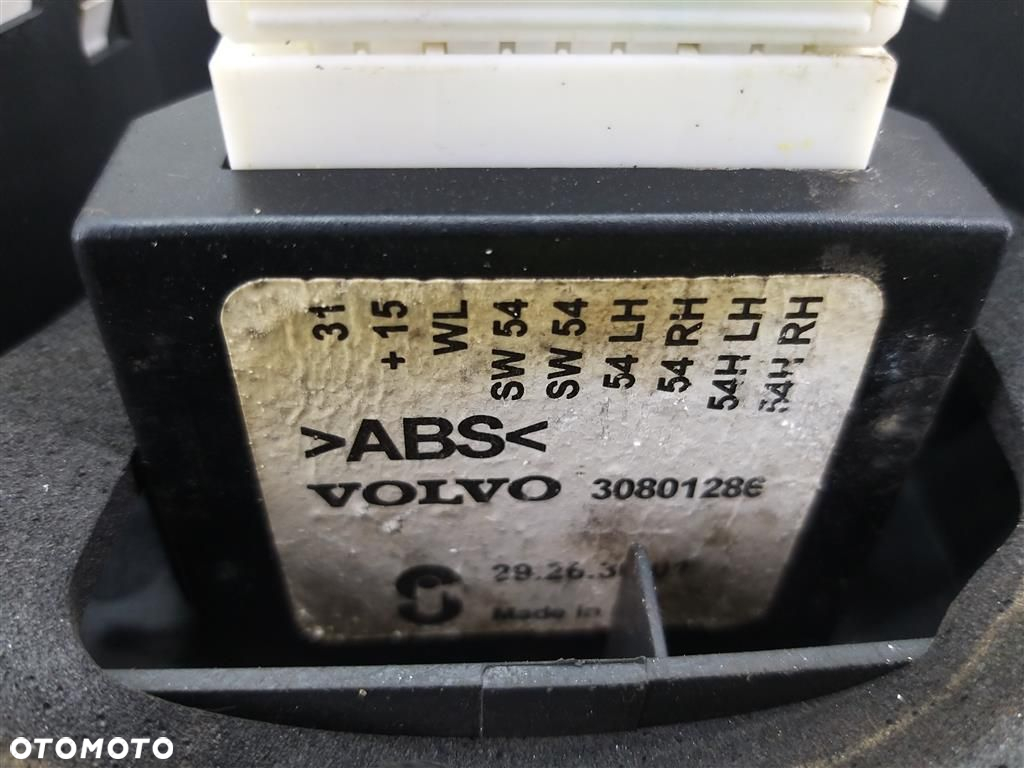 31
+15
WL
SW 54
SW 54
54 LH
54 RH
54H LH
54H RH
>ABS<
VOLVO 30801286
Made in
OTOMOTO